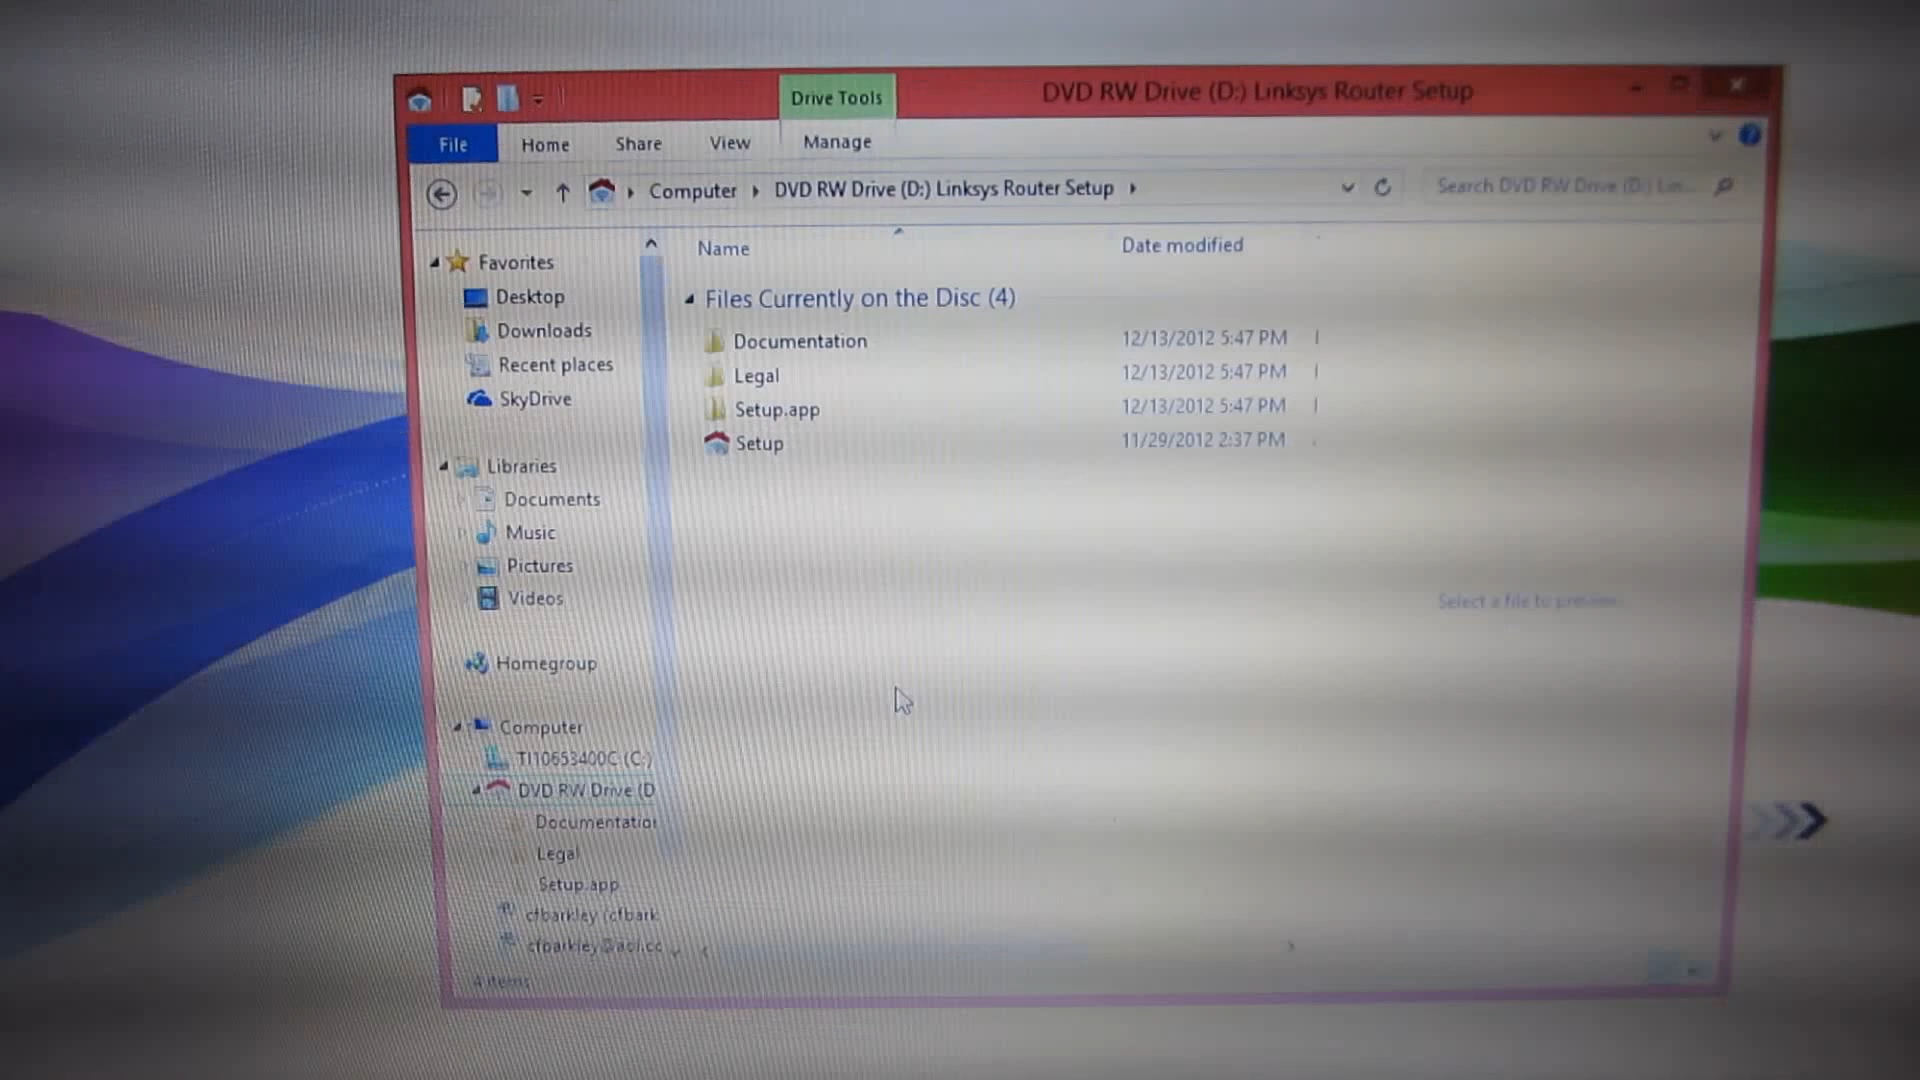 Drive Tools
DVD RW Drive (D:) Linksys Router Setup
File
Home
Share
View
Manage
Computer
DVD RW Drive (D:) Linksys Router Setup
Search DVD RW Drive (D:) Lin...
Name
Date modified
Favorites
Desktop
Downloads
Recent places
SkyDrive
Libraries
Documents
Music
Pictures
Videos
Homegroup
Computer
TI10653400C (C:)
DVD RW Drive (D
Documentation
Legal
Setup.app
cfbarkley (cfbark
cfbarkley@aol.co
4 items
Files Currently on the Disc (4)
Documentation 12/13/2012 5:47 PM
Legal 12/13/2012 5:47 PM
Setup.app 12/13/2012 5:47 PM
Setup 11/29/2012 2:37 PM
Select a file to preview.